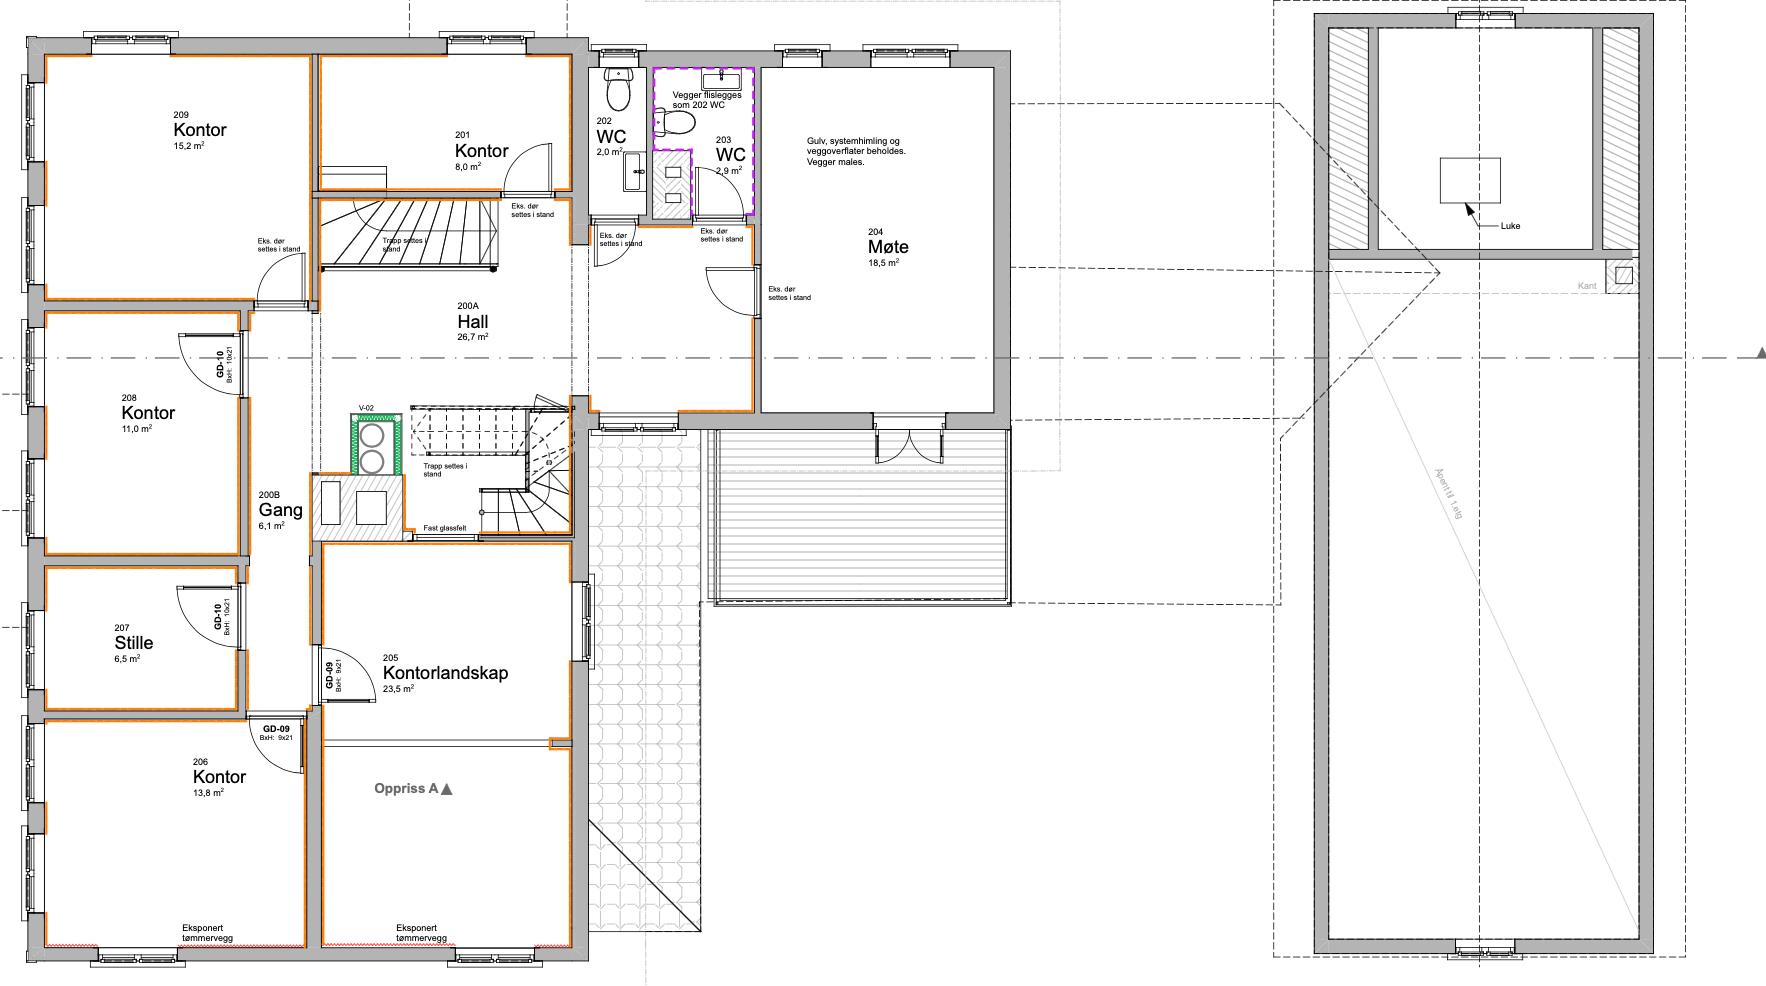 209
Kontor
15,2 m²
201
Kontor
8,0 m²
Eks. dør
settes i stand
Eks. dør
settes i stand
Trapp settes i
stand
202
WC
2,0 m²
Vegger flislegges
som 202 WC
203
WC
2,9 m²
Eks. dør
settes i stand
Eks. dør
settes i stand
Gulv, systemhimling og
veggoverflater beholdes.
Vegger males.
204
Møte
18,5 m²
Eks. dør
settes i stand
Luke
Kant
Åpent til 1.etg
200A
Hall
26,7 m²
GD-10
BxH: 10x21
208
Kontor
11,0 m²
V-02
Trapp settes i
stand
200B
Gang
6,1 m²
Fast glassfelt
GD-10
BxH: 10x21
207
Stille
6,5 m²
205
Kontorlandskap
23,5 m²
GD-09
BxH: 9x21
GD-09
BxH: 9x21
206
Kontor
13,8 m²
Oppriss A
Eksponert
tømmervegg
Eksponert
tømmervegg